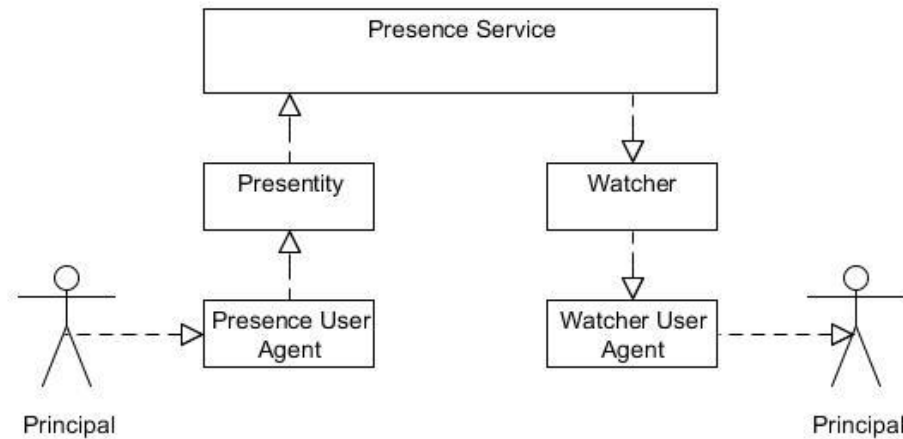 Presence Service
Presentity
Watcher
Presence User
Agent
Watcher User
Agent
Principal
Principal